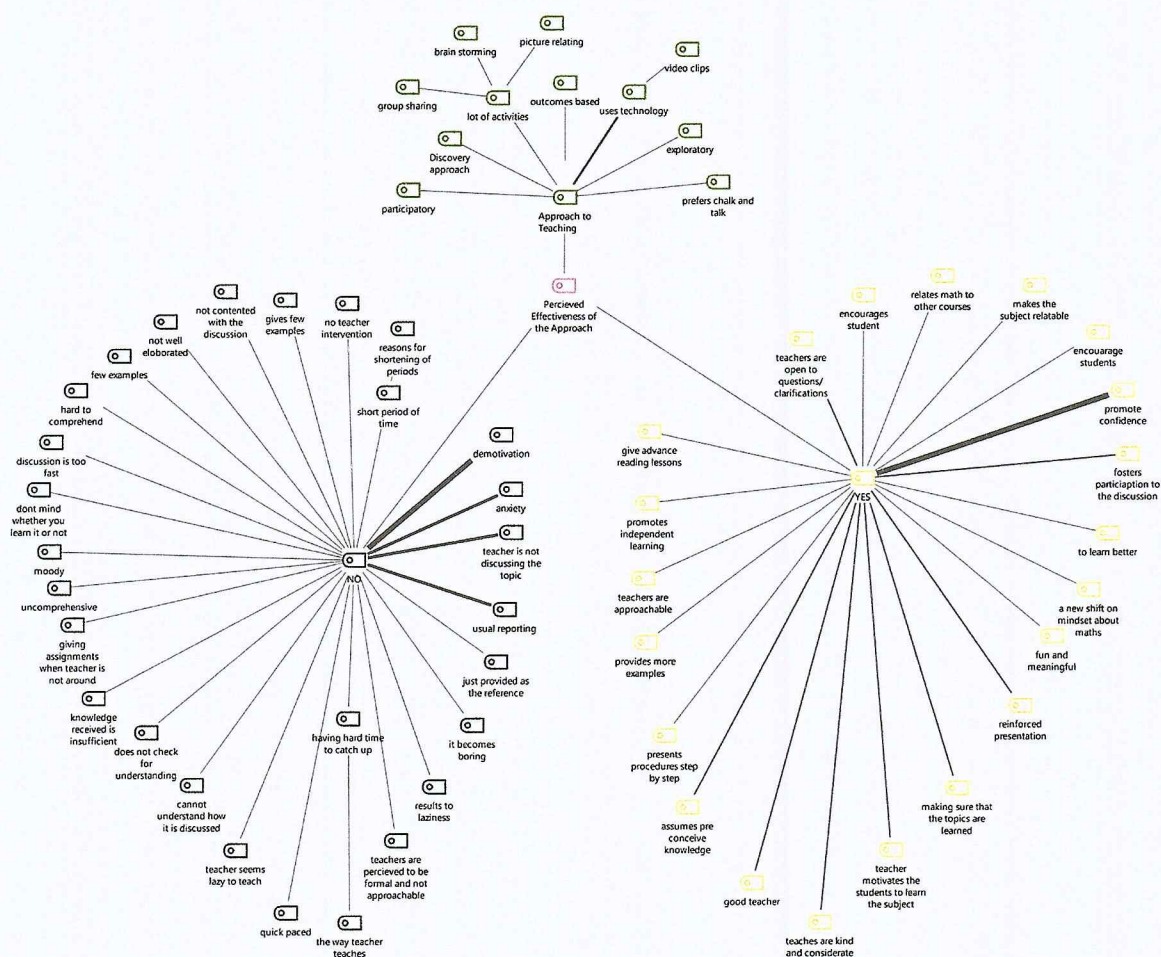 picture relating
brain storming
video clips
group sharing
lot of activities
outcomes based
uses technology
Discovery
approach
exploratory
participatory
prefers chalk and
talk
Approach to
Teaching
Percieved
Effectiveness of
the Approach
not contented
with the
discussion
gives few
examples
no teacher
intervention
reasons for
shortening of
periods
not well
eloborated
few examples
short period of
time
hard to
comprehend
discussion is too
fast
dont mind
whether you
learn it or not
moody
uncomprehensive
giving
assignments
when teacher is
not around
knowledge
received is
insufficient
does not check
for
understanding
cannot
understand how
it is discussed
teacher seems
lazy to teach
quick paced
having hard time
to catch up
the way teacher
teaches
teachers are
percieved to be
formal and not
approachable
results to
laziness
it becomes
boring
just provided as
the reference
usual reporting
teacher is not
discussing the
topic
anxiety
demotivation
NO
teachers are
open to
questions/
clarifications
encourages
student
relates math to
other courses
makes the
subject relatable
encouarage
students
promote
confidence
fosters
particiaption to
the discussion
to learn better
a new shift on
mindset about
maths
fun and
meaningful
reinforced
presentation
making sure that
the topics are
learned
teacher
motivates the
students to learn
the subject
teaches are kind
and considerate
good teacher
assumes pre
conceive
knowledge
presents
procedures step
by step
provides more
examples
teachers are
approachable
promotes
independent
learning
give advance
reading lessons
YES